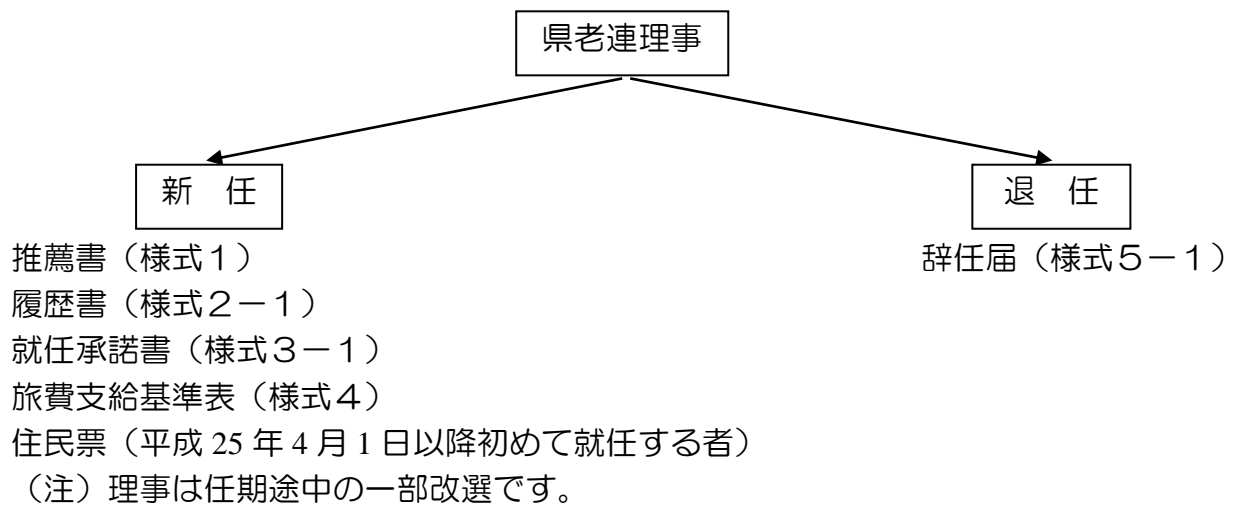 県老連理事
新　任
退　任
推薦書（様式１）
辞任届（様式５－１）
履歴書（様式２－１）
就任承諾書（様式３－１）
旅費支給基準表（様式４）
住民票（平成 25 年 4 月 1 日以降初めて就任する者）
（注）理事は任期途中の一部改選です。